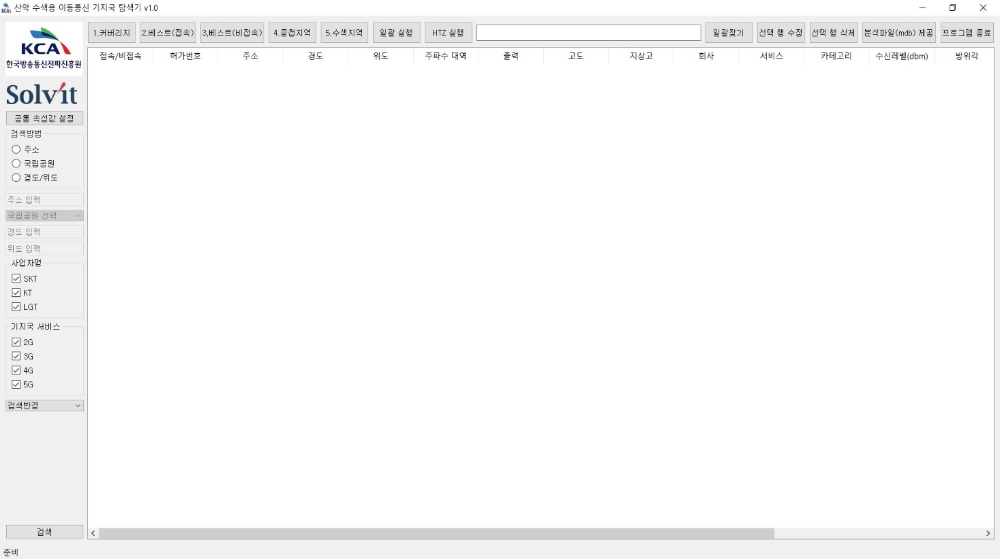 산악 수색용 이동통신 기지국 탐색기 v1.0
KCA
한국방송통신전파진흥원
Solvit
1.커버리지 2.베스트(접속) 3.베스트(비접속) 4.중첩지역 5.수색지역 일괄 실행 HTZ 실행 일괄찾기 선택 행 수정 선택 행 삭제 분석파일(mdb) 제공 프로그램 종료
접속/비접속 허가번호 주소 경도 위도 주파수 대역 출력 고도 지상고 회사 서비스 카테고리 수신레벨(dbm) 방위각
공통 속성값 설정
검색방법
주소
국립공원
경도/위도
주소 입력
국립공원 선택
경도 입력
위도 입력
사업자명
SKT
KT
LGT
기지국 서비스
2G
3G
4G
5G
검색반경
검색
준비